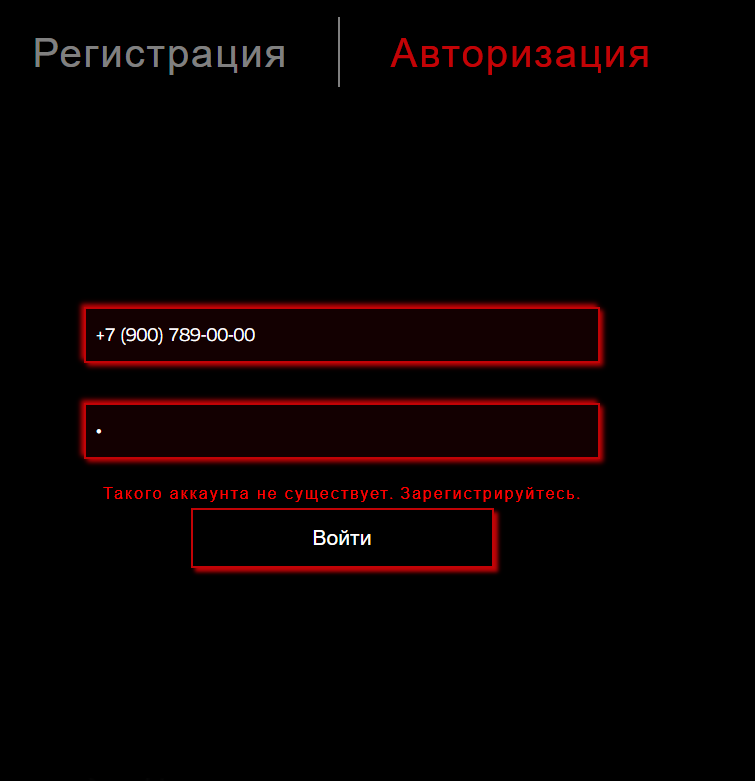 Регистрация
Авторизация
+7 (900) 789-00-00
•
Такого аккаунта не существует. Зарегистрируйтесь.
Войти